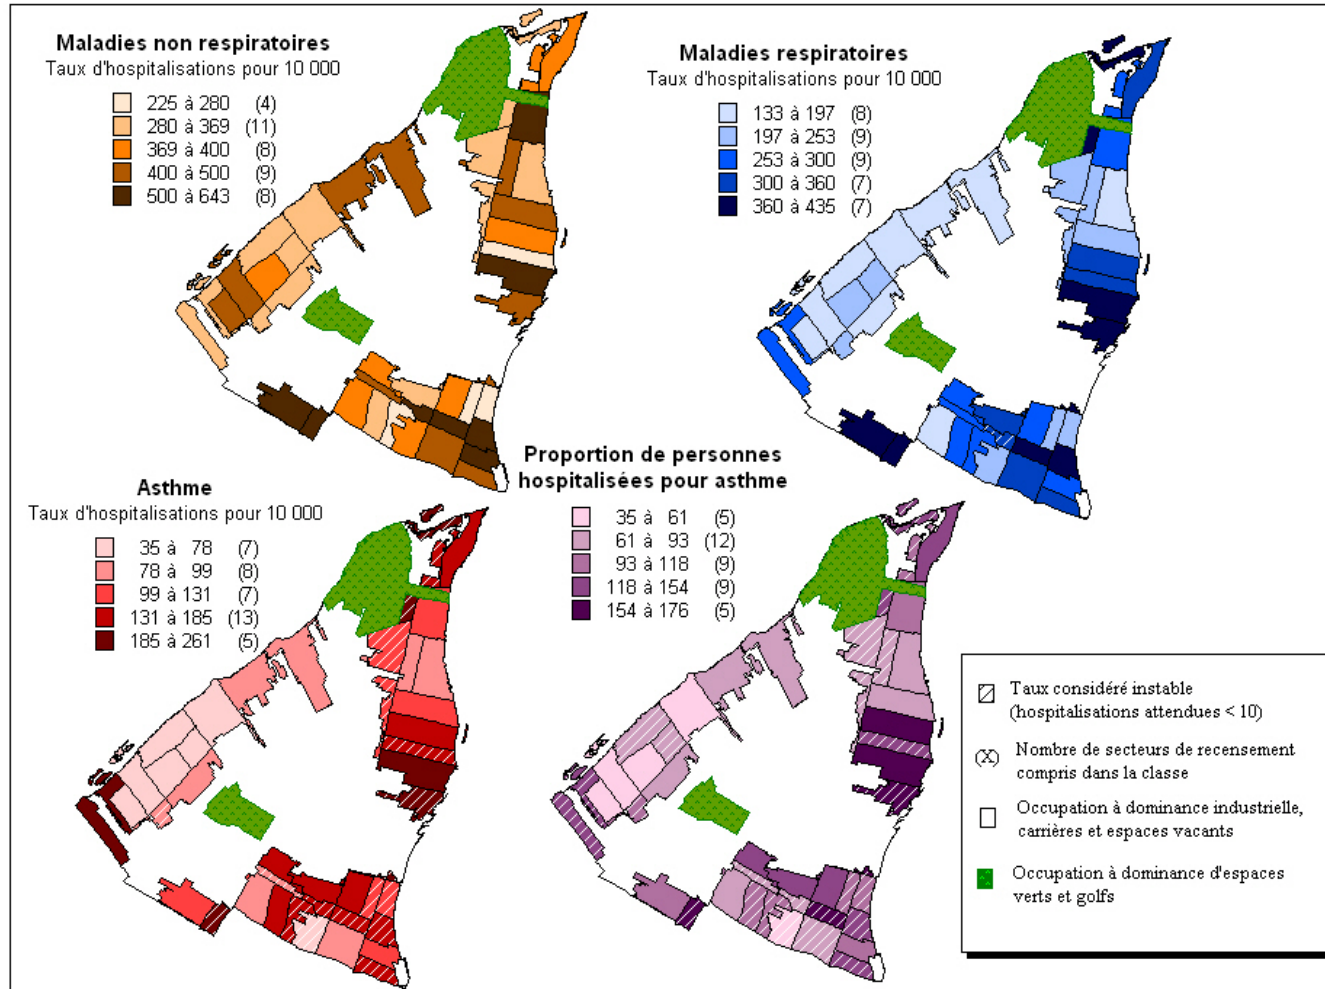 Maladies non respiratoires
Taux d'hospitalisations pour 10 000
225 à 280 (4)
280 à 369 (11)
369 à 400 (8)
400 à 500 (9)
500 à 643 (8)
Maladies respiratoires
Taux d'hospitalisations pour 10 000
133 à 197 (8)
197 à 253 (9)
253 à 300 (9)
300 à 360 (7)
360 à 435 (7)
Asthme
Taux d'hospitalisations pour 10 000
35 à 78 (7)
78 à 99 (8)
99 à 131 (7)
131 à 185 (13)
185 à 261 (5)
Proportion de personnes
hospitalisées pour asthme
35 à 61 (5)
61 à 93 (12)
93 à 118 (9)
118 à 154 (9)
154 à 176 (5)
Taux considéré instable
(hospitalisations attendues < 10)
(X) Nombre de secteurs de recensement
compris dans la classe
Occupation à dominance industrielle,
carrières et espaces vacants
Occupation à dominance d'espaces
verts et golfs